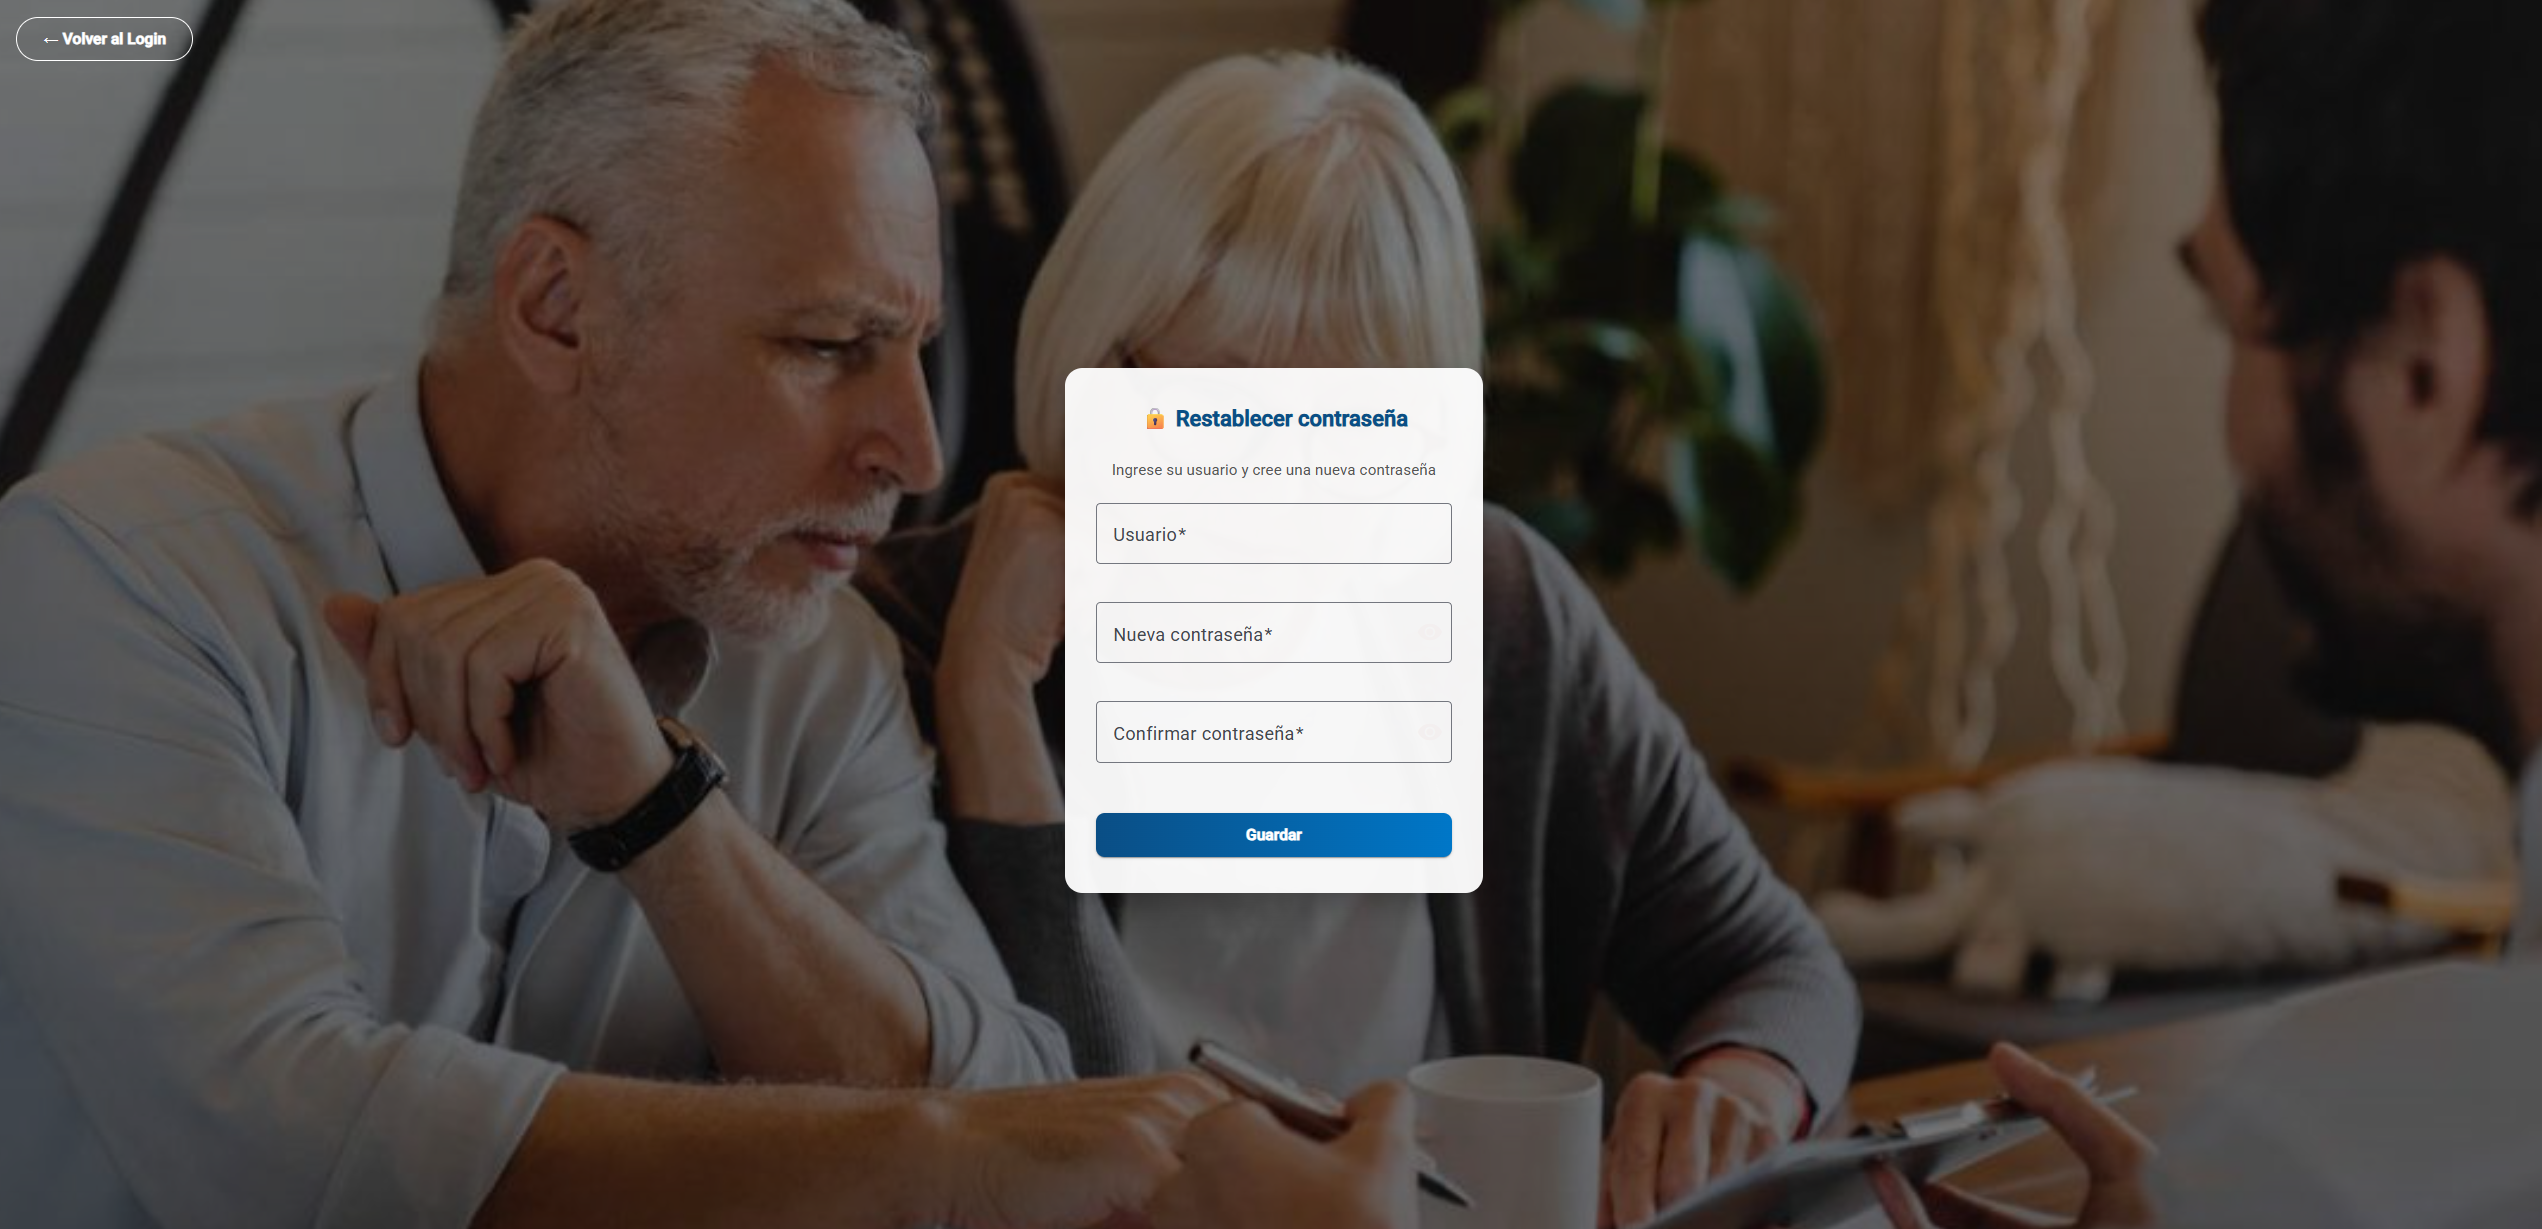 ←Volver al Login
🔒 Restablecer contraseña
Ingrese su usuario y cree una nueva contraseña
Usuario*
Nueva contraseña*
Confirmar contraseña*
Guardar